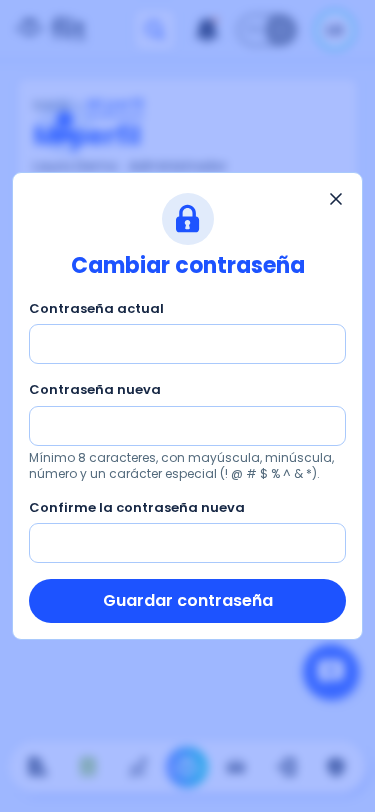 Cambiar contraseña
Contraseña actual
Contraseña nueva
Mínimo 8 caracteres, con mayúscula, minúscula,
número y un carácter especial (! @ # $ % ^ & *).
Confirme la contraseña nueva
Guardar contraseña